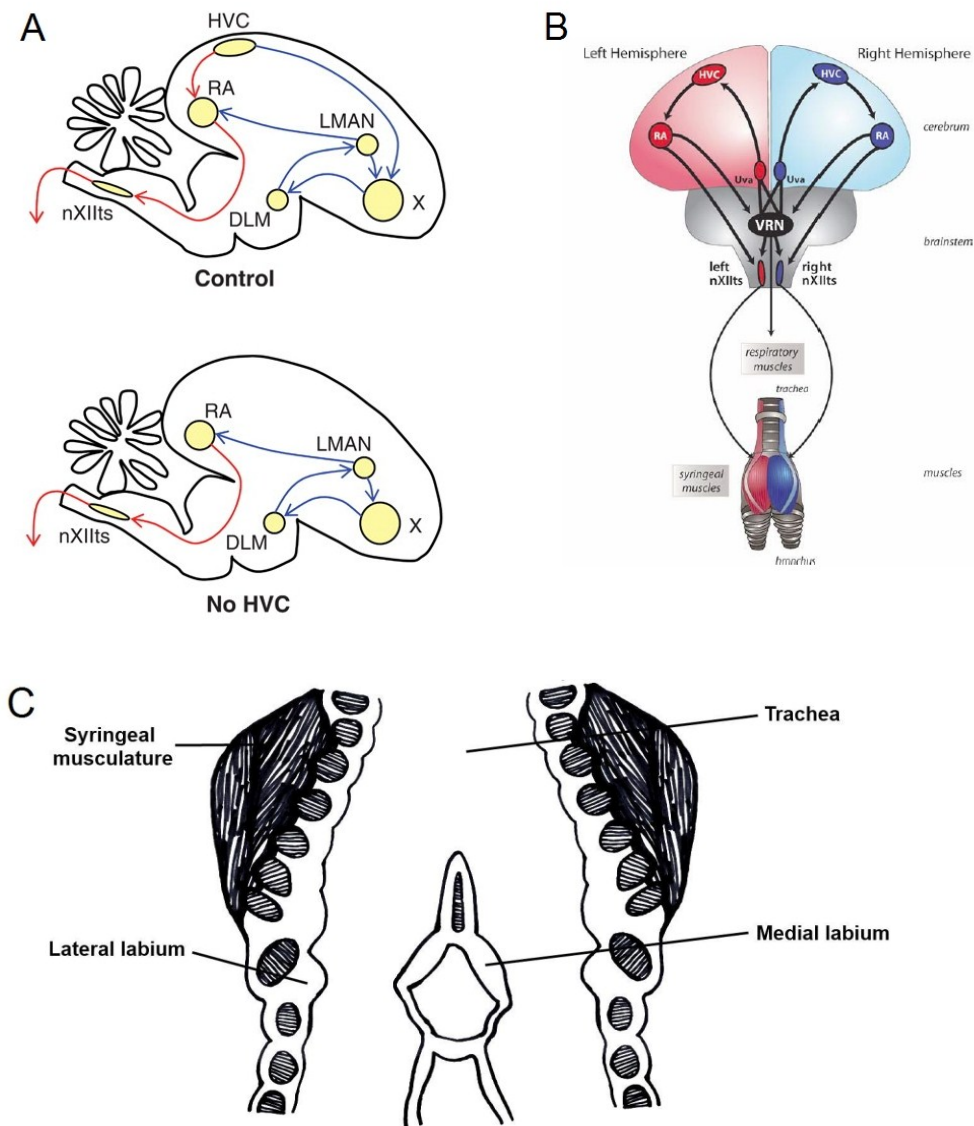 A
HVC
RA
LMAN
nXIIts
DLM
X
Control
RA
LMAN
nXIIts
DLM
X
No HVC
B
Left Hemisphere
Right Hemisphere
HVC
HVC
cerebrum
RA
RA
Uva
Uva
VRN
brainstem
left
nXIIts
right
nXIIts
respiratory
muscles
trachea
syringeal
muscles
muscles
bronchus
C
Syringeal
musculature
Trachea
Lateral labium
Medial labium